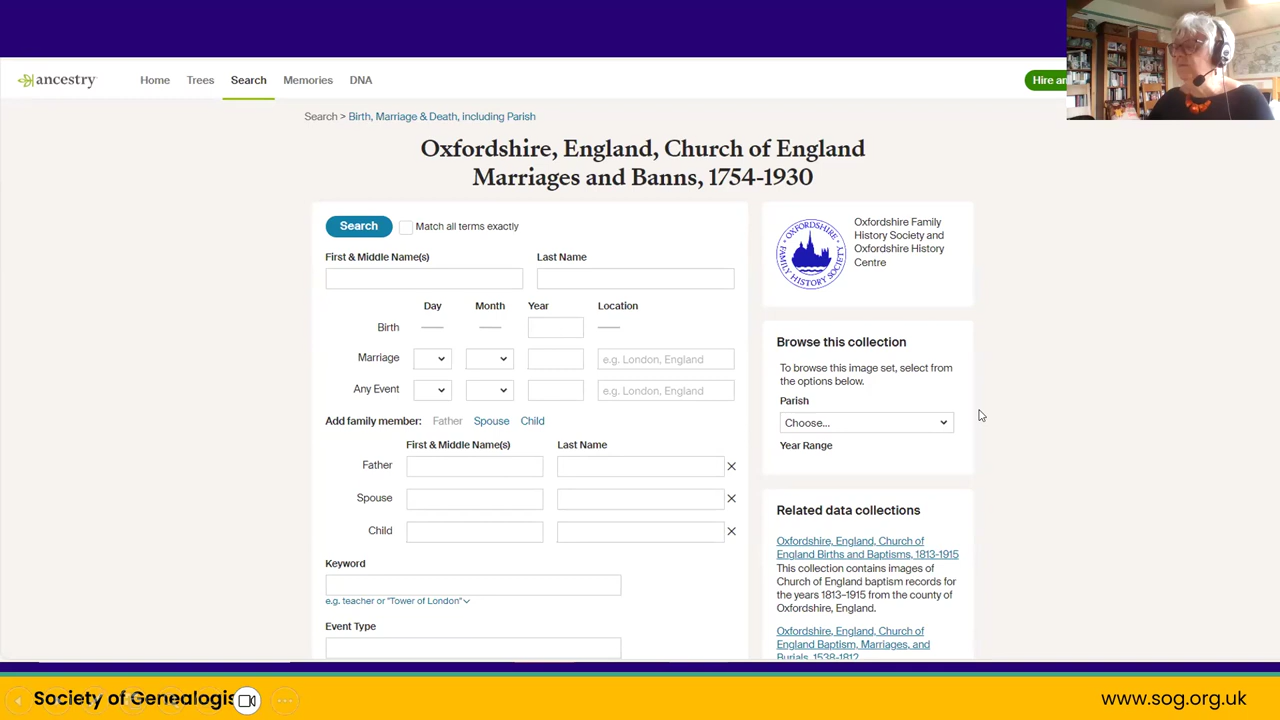 ancestry
Home Trees Search Memories DNA
Hire an
Search > Birth, Marriage & Death, including Parish
Oxfordshire, England, Church of England
Marriages and Banns, 1754-1930
Search Match all terms exactly
First & Middle Name(s) Last Name
Day Month Year Location
Birth
Marriage e.g. London, England
Any Event e.g. London, England
Add family member: Father Spouse Child
First & Middle Name(s) Last Name
Father
Spouse
Child
Keyword
e.g. teacher or "Tower of London"
Event Type
OXFORDSHIRE FAMILY HISTORY SOCIETY
Oxfordshire Family
History Society and
Oxfordshire History
Centre
Browse this collection
To browse this image set, select from
the options below.
Parish
Choose...
Year Range
Related data collections
Oxfordshire, England, Church of
England Births and Baptisms, 1813-1915
This collection contains images of
Church of England baptism records for
the years 1813–1915 from the county of
Oxfordshire, England.
Oxfordshire, England, Church of
England Baptism, Marriages, and
Burials, 1538-1812
Society of Genealogis
www.sog.org.uk